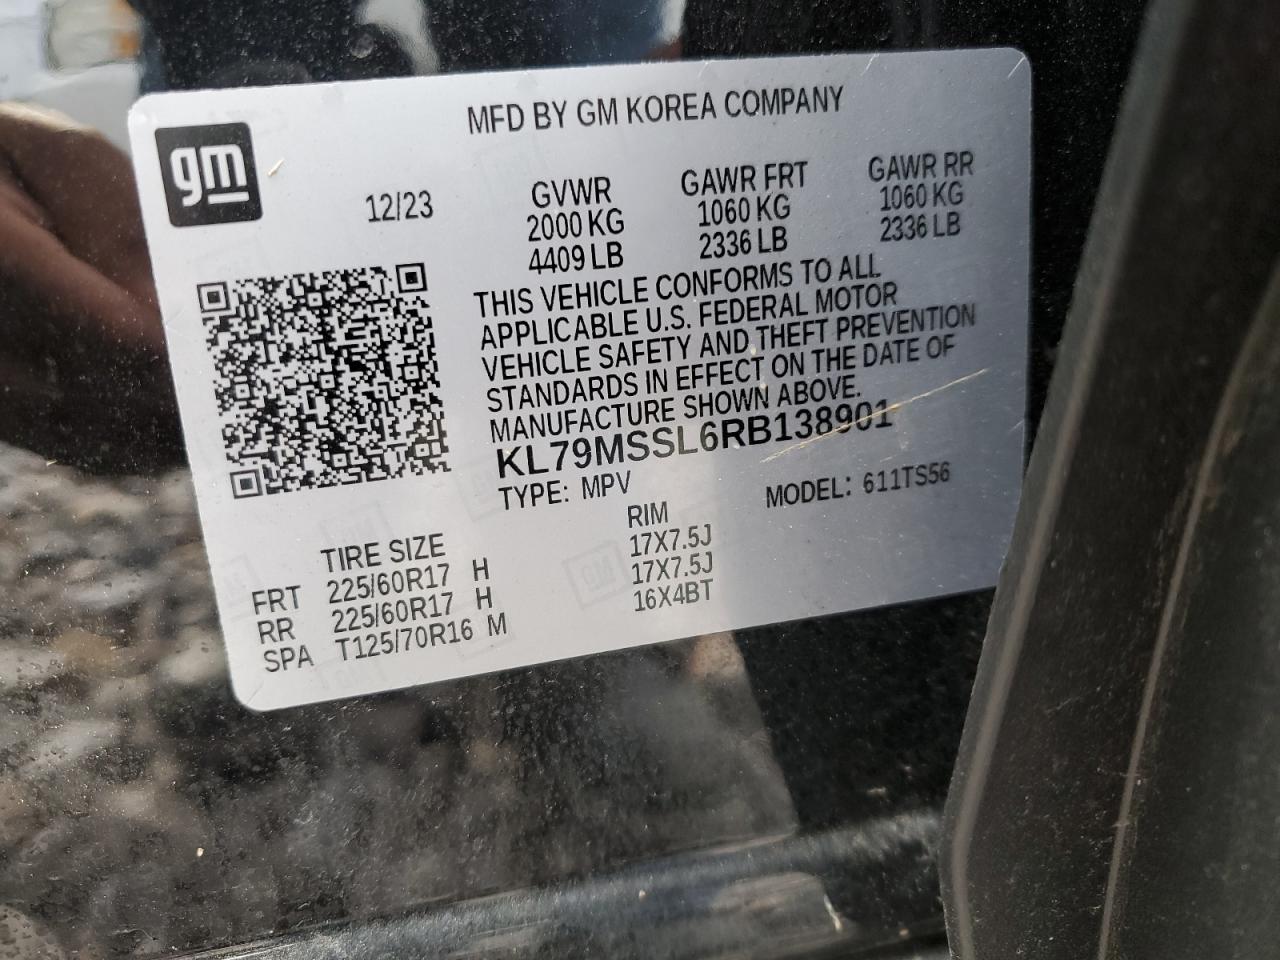 MFD BY GM KOREA COMPANY
gm
12/23
GVWR GAWR FRT GAWR RR
2000 KG 1060 KG 1060 KG
4409 LB 2336 LB 2336 LB
THIS VEHICLE CONFORMS TO ALL
APPLICABLE U.S. FEDERAL MOTOR
VEHICLE SAFETY AND THEFT PREVENTION
STANDARDS IN EFFECT ON THE DATE OF
MANUFACTURE SHOWN ABOVE.
KL79MSSL6RB138901
TYPE: MPV MODEL: 611TS56
TIRE SIZE RIM
FRT 225/60R17 H 17X7.5J
RR 225/60R17 H 17X7.5J
SPA T125/70R16 M 16X4BT